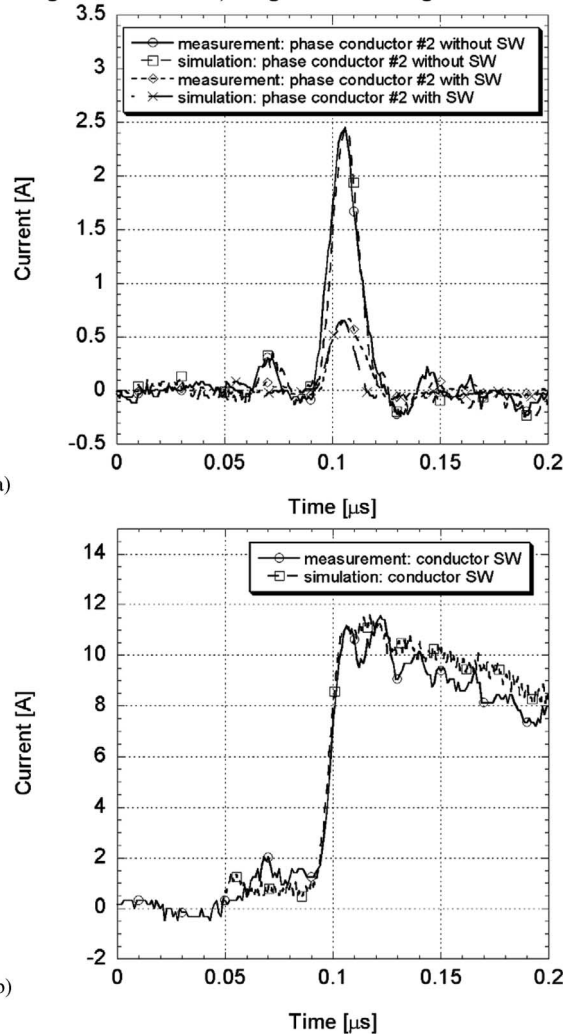 3.5
3
2.5
2
1.5
1
0.5
0
-0.5
Current [A]
measurement: phase conductor #2 without SW
simulation: phase conductor #2 without SW
measurement: phase conductor #2 with SW
simulation: phase conductor #2 with SW
0 0.05 0.1 0.15 0.2
a)
Time [μs]
14
12
10
8
6
4
2
0
-2
Current [A]
measurement: conductor SW
simulation: conductor SW
0 0.05 0.1 0.15 0.2
b)
Time [μs]